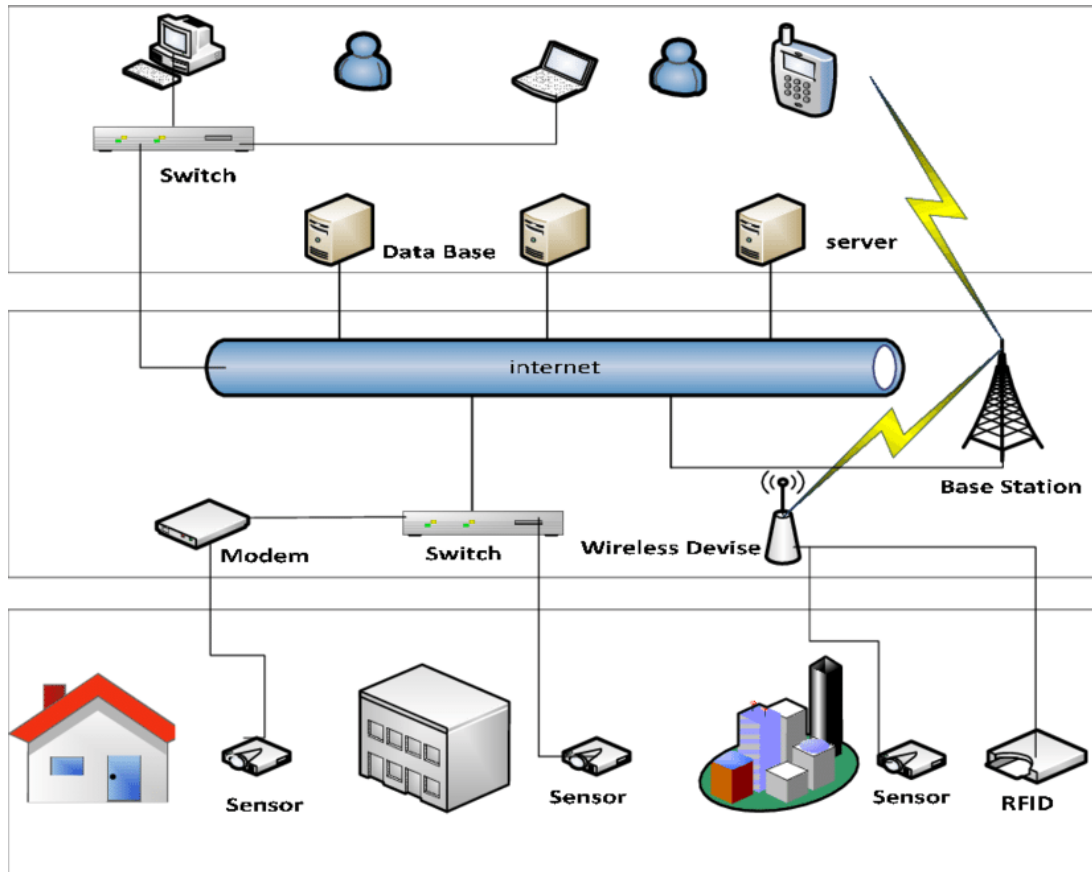 Switch
Data Base
server
internet
Base Station
Modem
Switch
Wireless Devise
Sensor
Sensor
Sensor
RFID